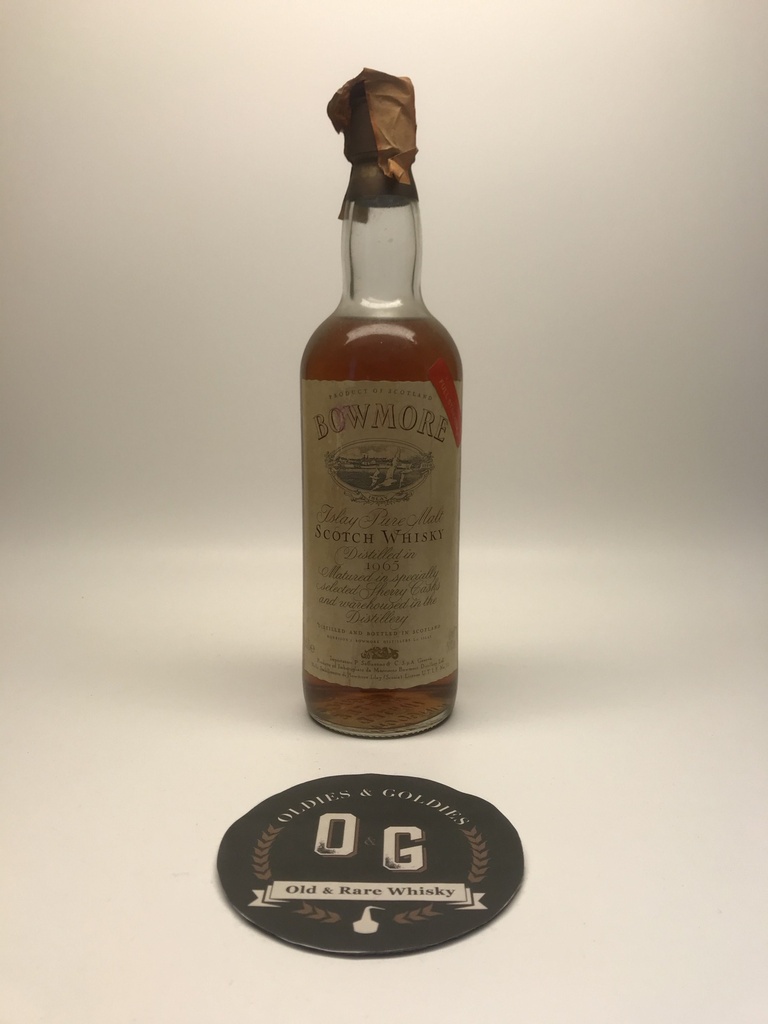 PRODUCT OF SCOTLAND
BOWMORE
ISLAY
Islay Pure Malt
SCOTCH WHISKY
Distilled in
1965
Matured in specially
selected Sherry Casks
and warehoused in the
Distillery
DISTILLED AND BOTTLED IN SCOTLAND
OLDIES & GOLDIES
O & G
Old & Rare Whisky